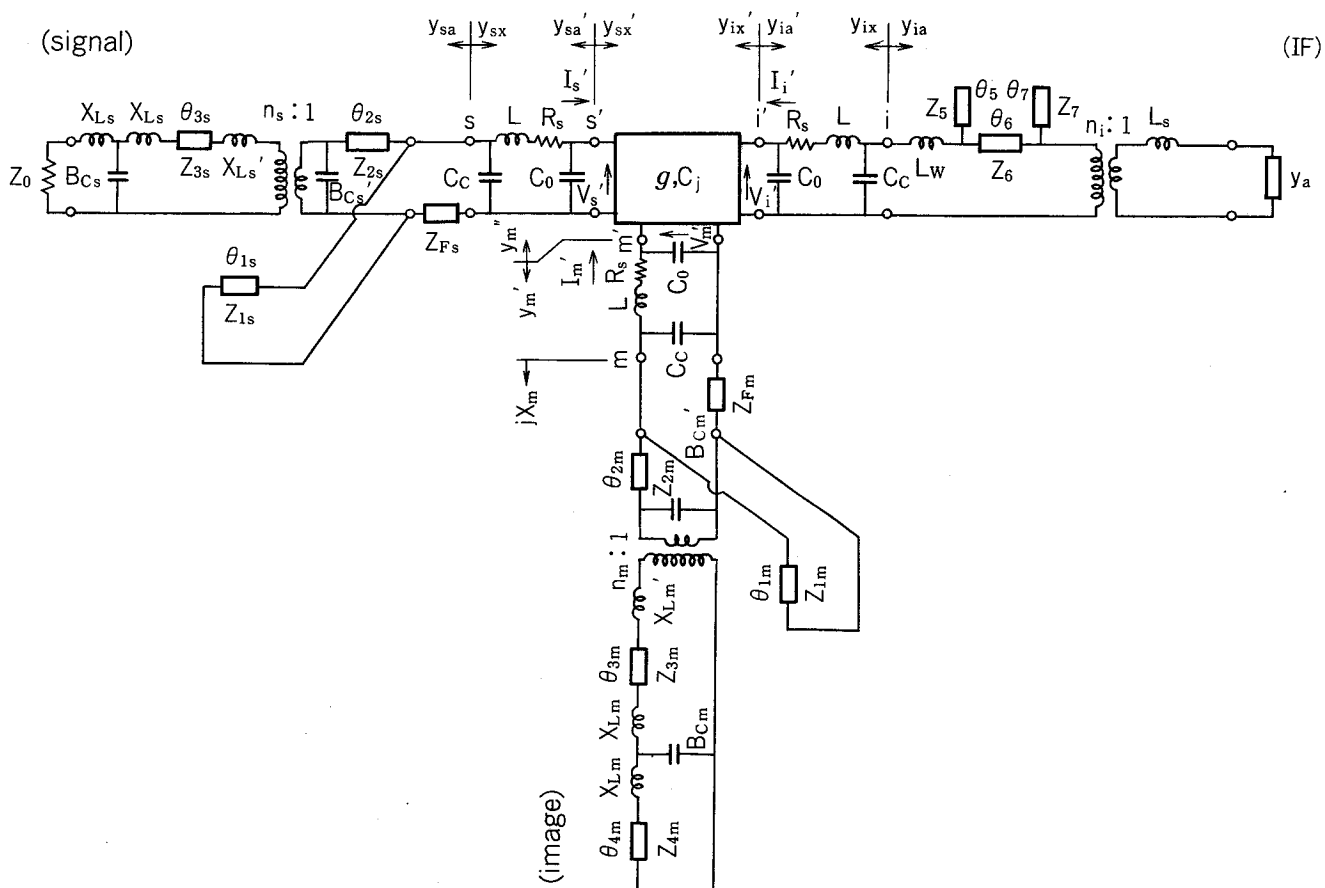 (signal)
(IF)
y_sa y_sx
y_sa' y_sx'
y_ix' y_ia'
y_ix y_ia
I_s'
I_i'
X_Ls X_Ls θ_3s n_s : 1 θ_2s
s L R_s s'
i' R_s L i
Z_5 θ_5 θ_7 Z_7
θ_6
n_i : 1 L_s
Z_0 B_Cs Z_3s X_Ls' B_Cs' Z_2s
C_C C_0 V_s'
g, C_j
V_i' C_0 C_C L_W Z_6
y_a
Z_Fs
y_m"
m' V_m'
θ_1s
Z_1s
y_m' I_m' R_s C_0
L
m C_C
jX_m
Z_Fm
B_Cm'
θ_2m Z_2m
n_m : 1
θ_1m Z_1m
X_Lm'
θ_3m Z_3m
X_Lm B_Cm
X_Lm
θ_4m Z_4m
(image)